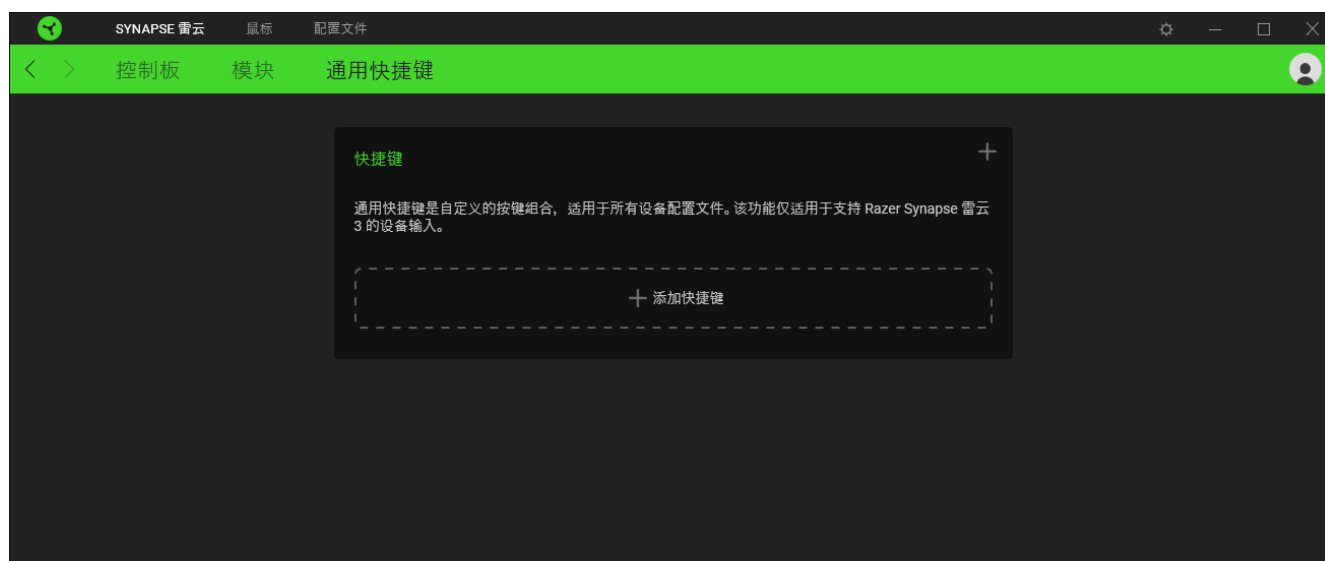 SYNAPSE 雷云 鼠标 配置文件
控制板 模块 通用快捷键
快捷键
通用快捷键是自定义的按键组合，适用于所有设备配置文件。该功能仅适用于支持 Razer Synapse 雷云
3 的设备输入。
添加快捷键